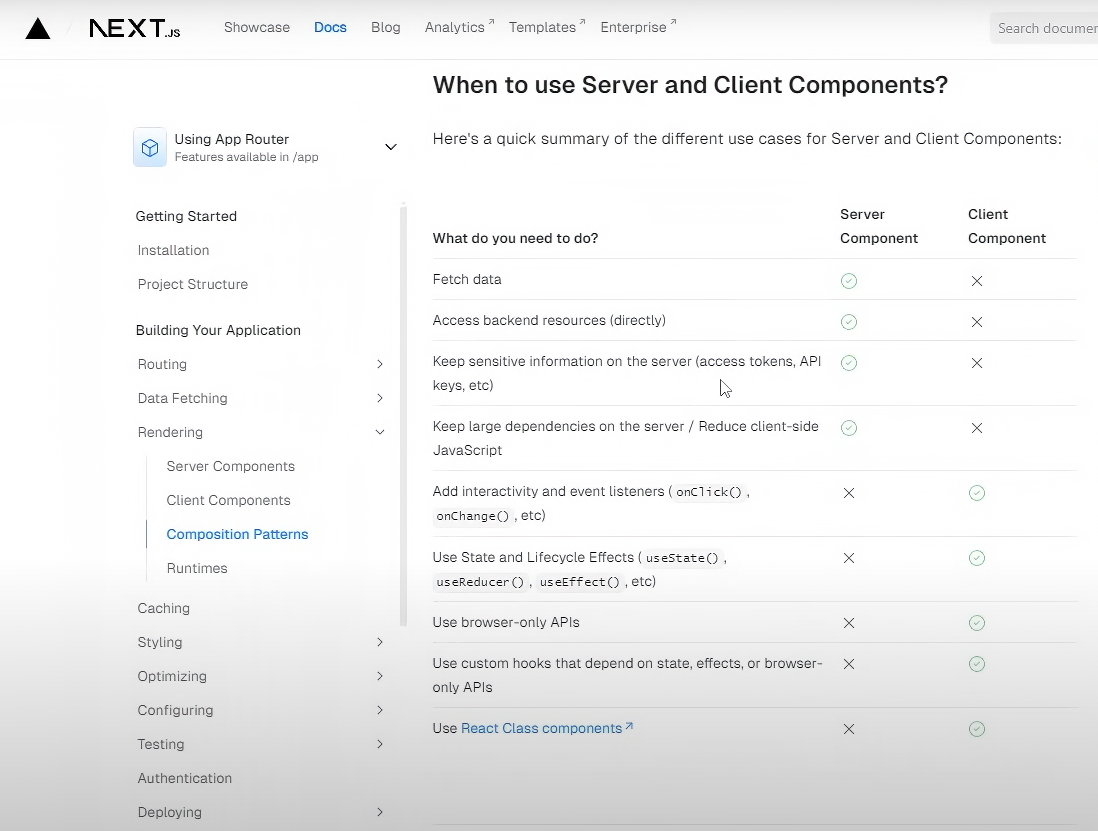 NEXT.JS Showcase Docs Blog Analytics Templates Enterprise Search documen
Using App Router
Features available in /app
Getting Started
Installation
Project Structure
Building Your Application
Routing
Data Fetching
Rendering
Server Components
Client Components
Composition Patterns
Runtimes
Caching
Styling
Optimizing
Configuring
Testing
Authentication
Deploying
When to use Server and Client Components?
Here's a quick summary of the different use cases for Server and Client Components:
What do you need to do? Server Component Client Component
Fetch data
Access backend resources (directly)
Keep sensitive information on the server (access tokens, API
keys, etc)
Keep large dependencies on the server / Reduce client-side
JavaScript
Add interactivity and event listeners ( onClick() ,
onChange() , etc)
Use State and Lifecycle Effects ( useState() ,
useReducer() , useEffect() , etc)
Use browser-only APIs
Use custom hooks that depend on state, effects, or browser-
only APIs
Use React Class components